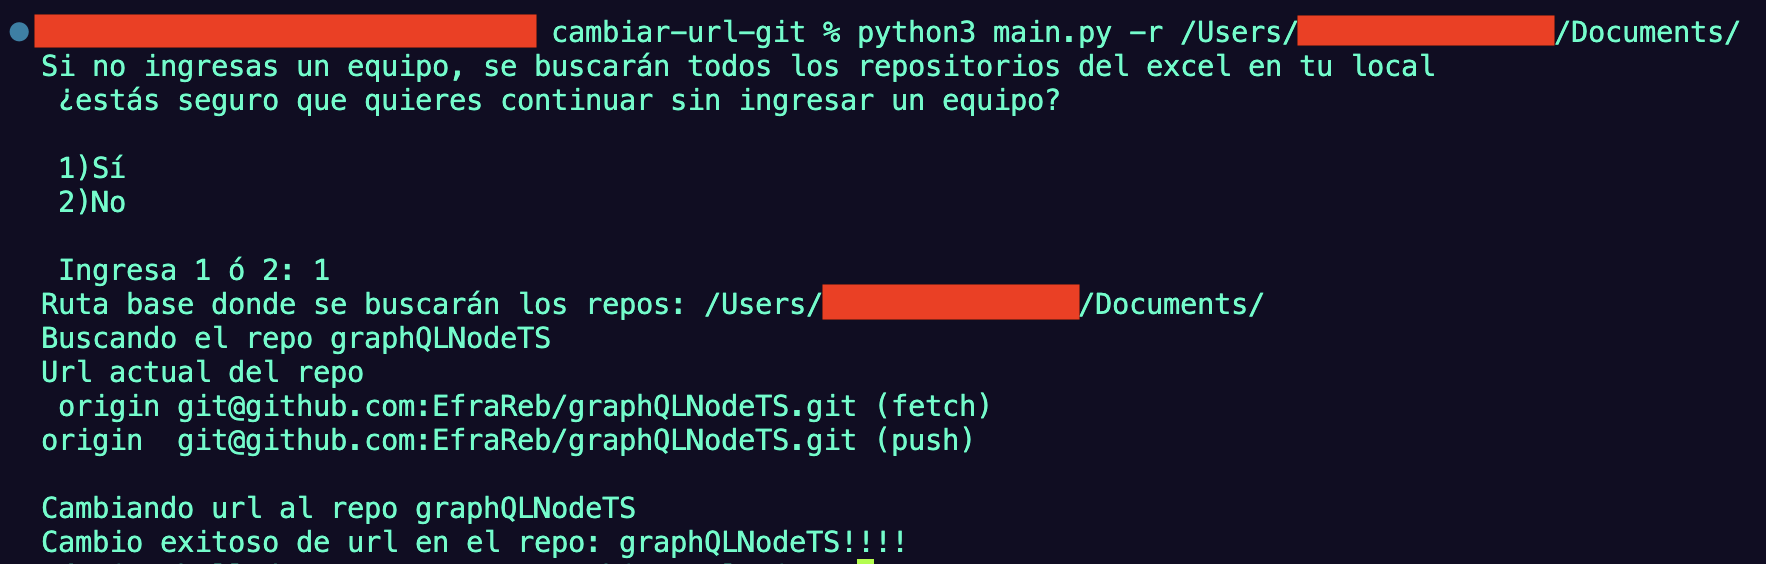 cambiar-url-git % python3 main.py -r /Users/ /Documents/
Si no ingresas un equipo, se buscarán todos los repositorios del excel en tu local
¿estás seguro que quieres continuar sin ingresar un equipo?
1)Sí
2)No
Ingresa 1 ó 2: 1
Ruta base donde se buscarán los repos: /Users/ /Documents/
Buscando el repo graphQLNodeTS
Url actual del repo
origin git@github.com:EfraReb/graphQLNodeTS.git (fetch)
origin  git@github.com:EfraReb/graphQLNodeTS.git (push)
Cambiando url al repo graphQLNodeTS
Cambio exitoso de url en el repo: graphQLNodeTS!!!!